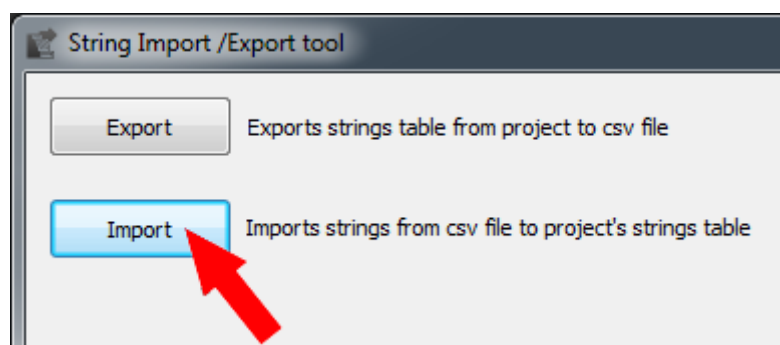 String Import /Export tool
Export Exports strings table from project to csv file
Import Imports strings from csv file to project's strings table